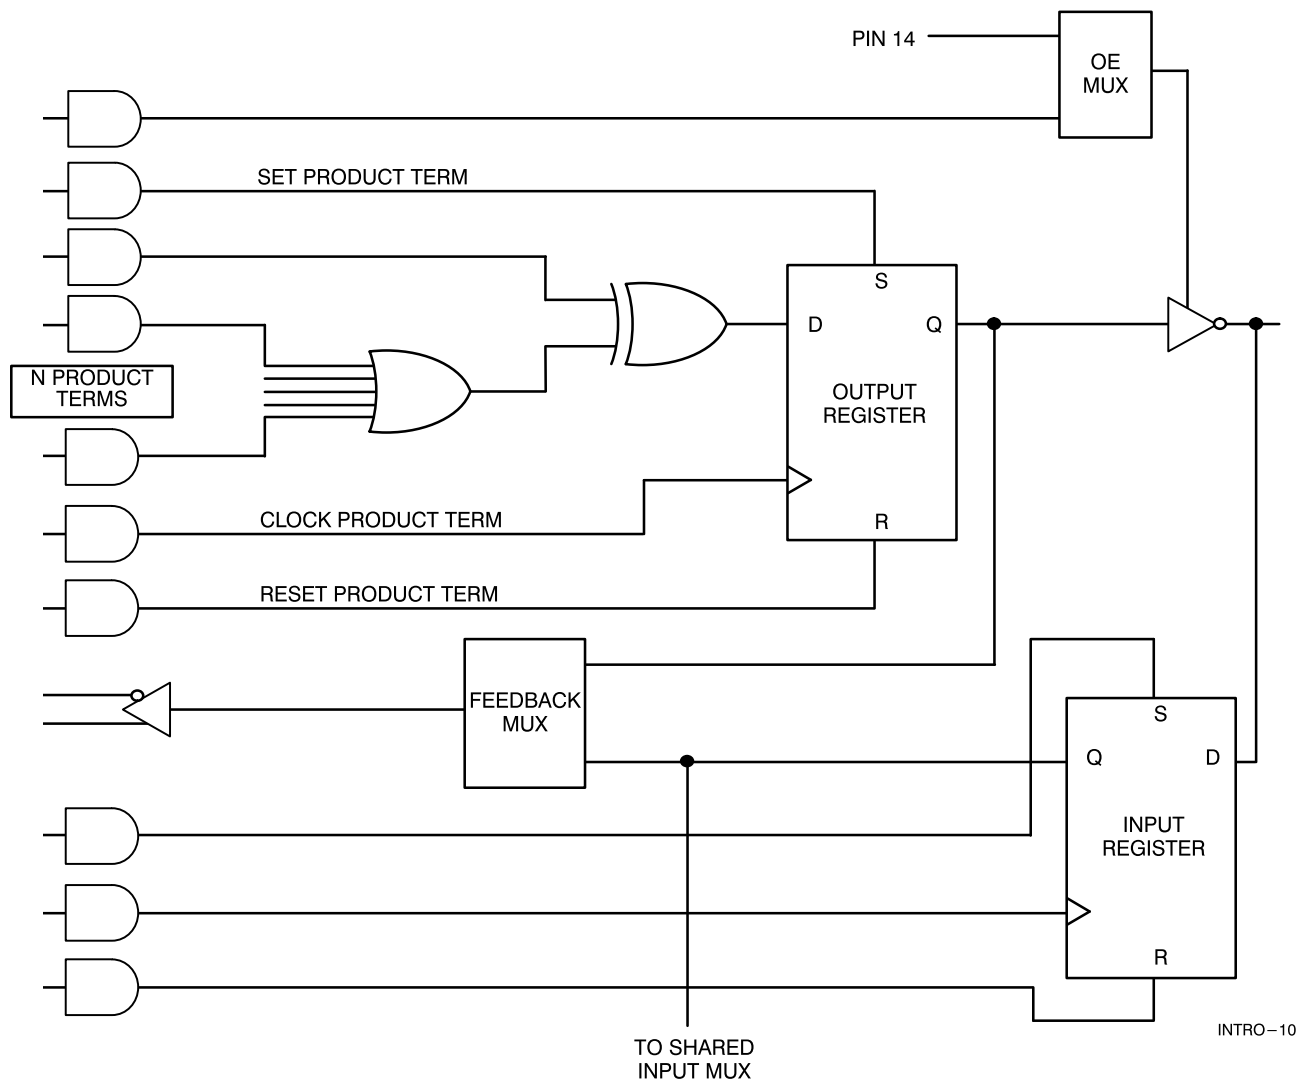 PIN 14
OE
MUX
SET PRODUCT TERM
S
D
Q
N PRODUCT
TERMS
OUTPUT
REGISTER
CLOCK PRODUCT TERM
R
RESET PRODUCT TERM
FEEDBACK
MUX
S
Q
D
INPUT
REGISTER
R
INTRO–10
TO SHARED
INPUT MUX